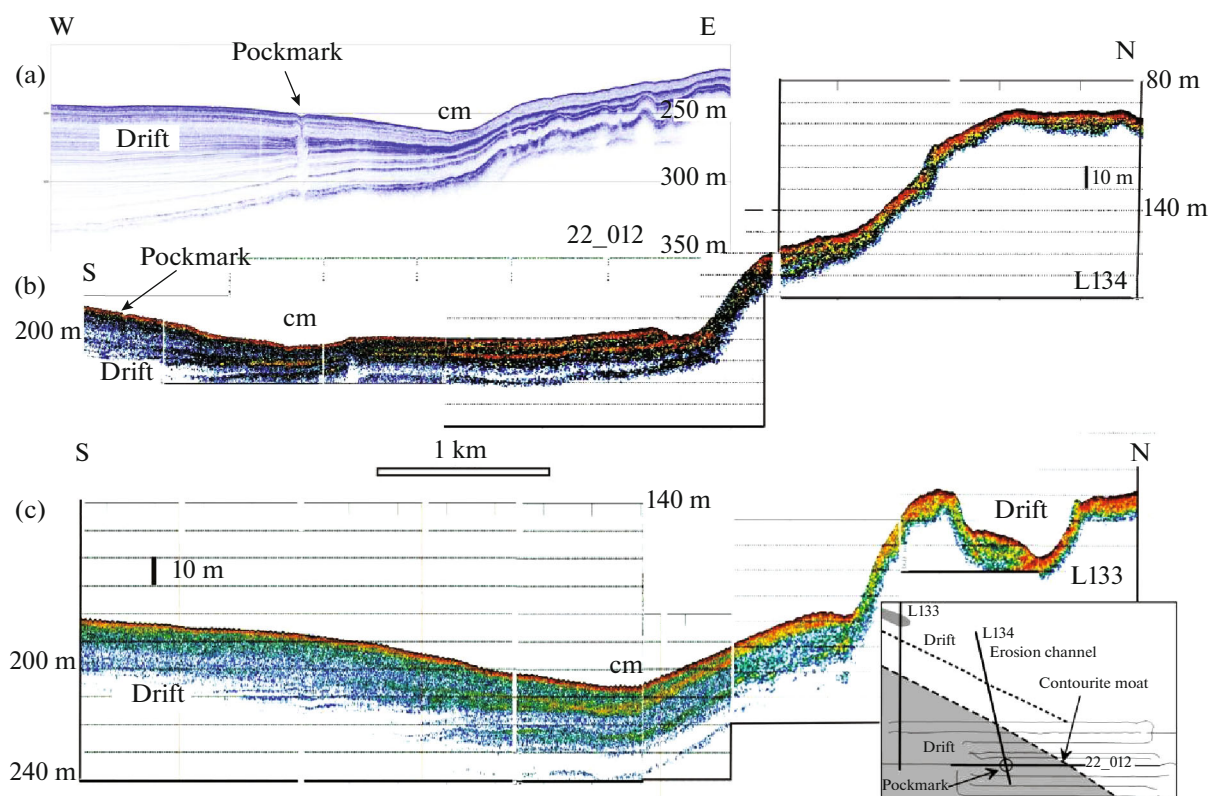 W E
N
Pockmark
(a)
80 m
cm
250 m
Drift
10 m
300 m
140 m
22_012
350 m
Pockmark
S
(b)
L134
cm
200 m
Drift
S
1 km
N
140 m
(c)
Drift
10 m
L133
L133
Drift
L134
Erosion channel
cm
200 m
Contourite moat
Drift
Drift
22_012
240 m
Pockmark